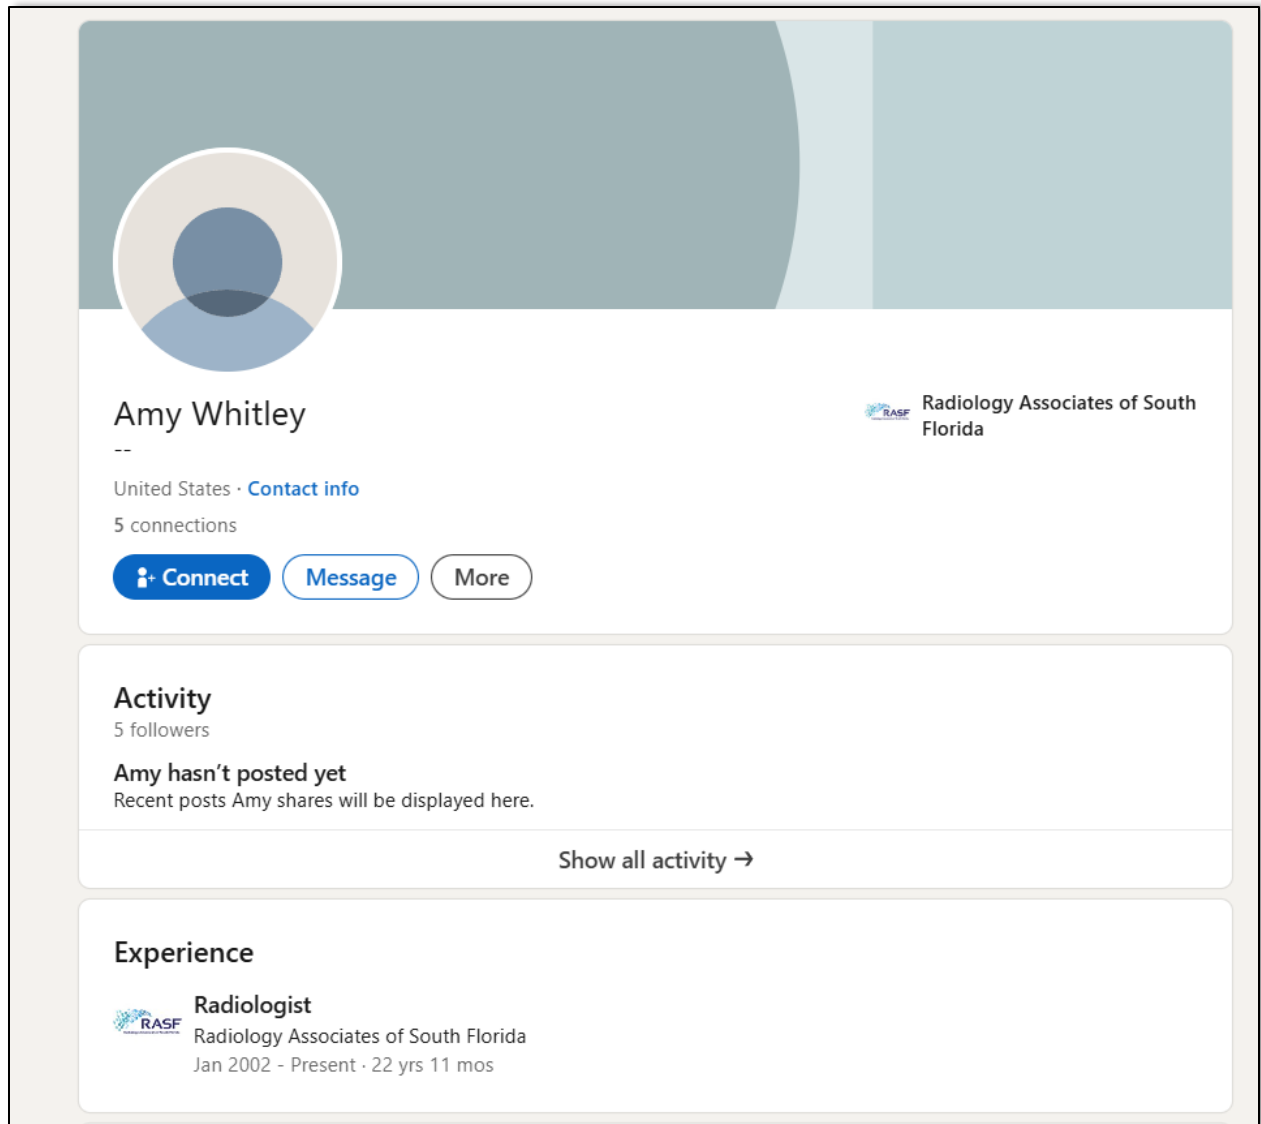 Amy Whitley
--
United States · Contact info
5 connections
Connect
Message
More
RASF
Radiology Associates of South
Florida
Activity
5 followers
Amy hasn’t posted yet
Recent posts Amy shares will be displayed here.
Show all activity →
Experience
RASF
Radiologist
Radiology Associates of South Florida
Jan 2002 - Present · 22 yrs 11 mos